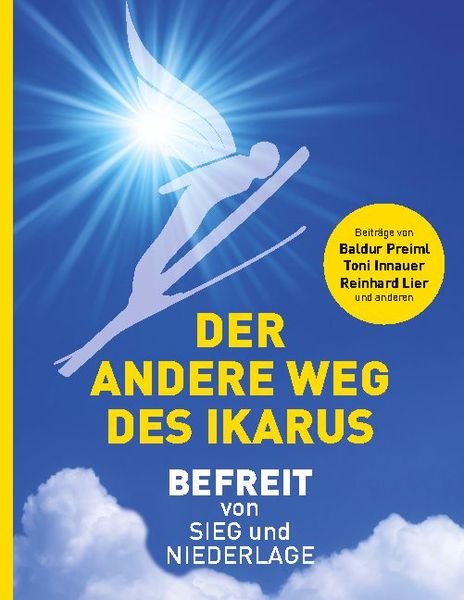 Beiträge von
Baldur Preiml
Toni Innauer
Reinhard Lier
und anderen
DER
ANDERE WEG
DES IKARUS
BEFREIT
von
SIEG und
NIEDERLAGE